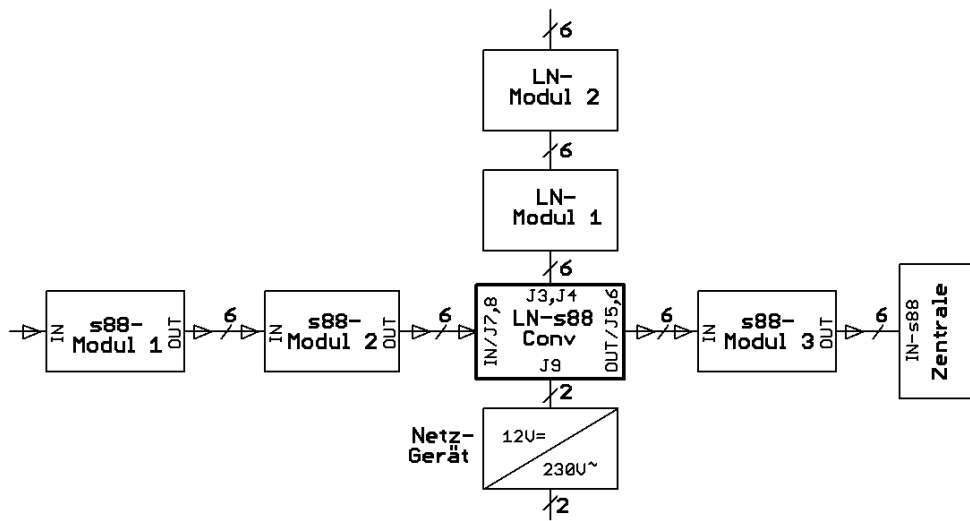 6
LN-
Modul 2
6
LN-
Modul 1
6
IN
s88-
Modul 1
OUT
6
IN
s88-
Modul 2
OUT
6
IN/J7,8
J3,J4
LN-s88
Conv
J9
OUT/J5,6
6
IN
s88-
Modul 3
OUT
6
IN-s88
Zentrale
2
Netz-
Gerät
12V=
230V~
2